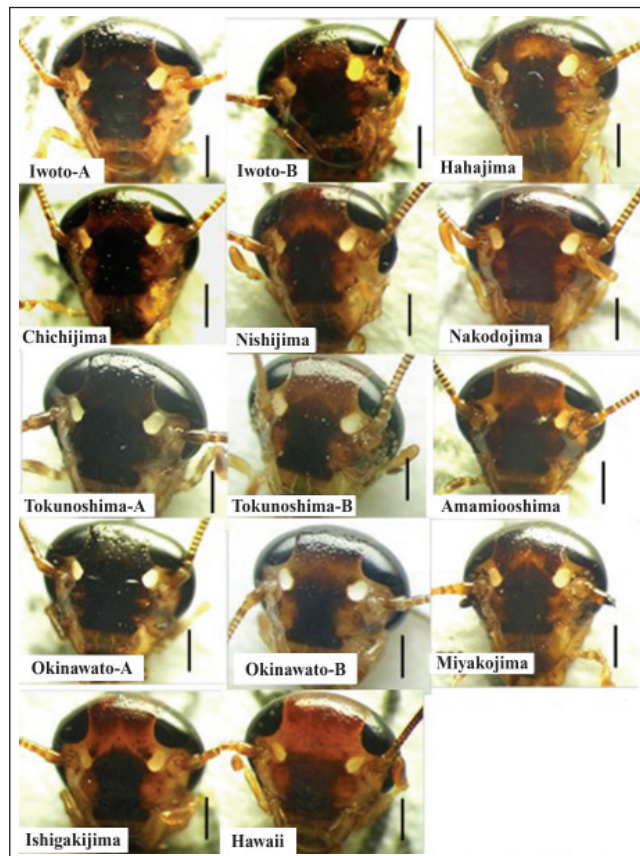 Iwoto-A
Iwoto-B
Hahajima
Chichijima
Nishijima
Nakodojima
Tokunoshima-A
Tokunoshima-B
Amamiooshima
Okinawato-A
Okinawato-B
Miyakojima
Ishigakijima
Hawaii